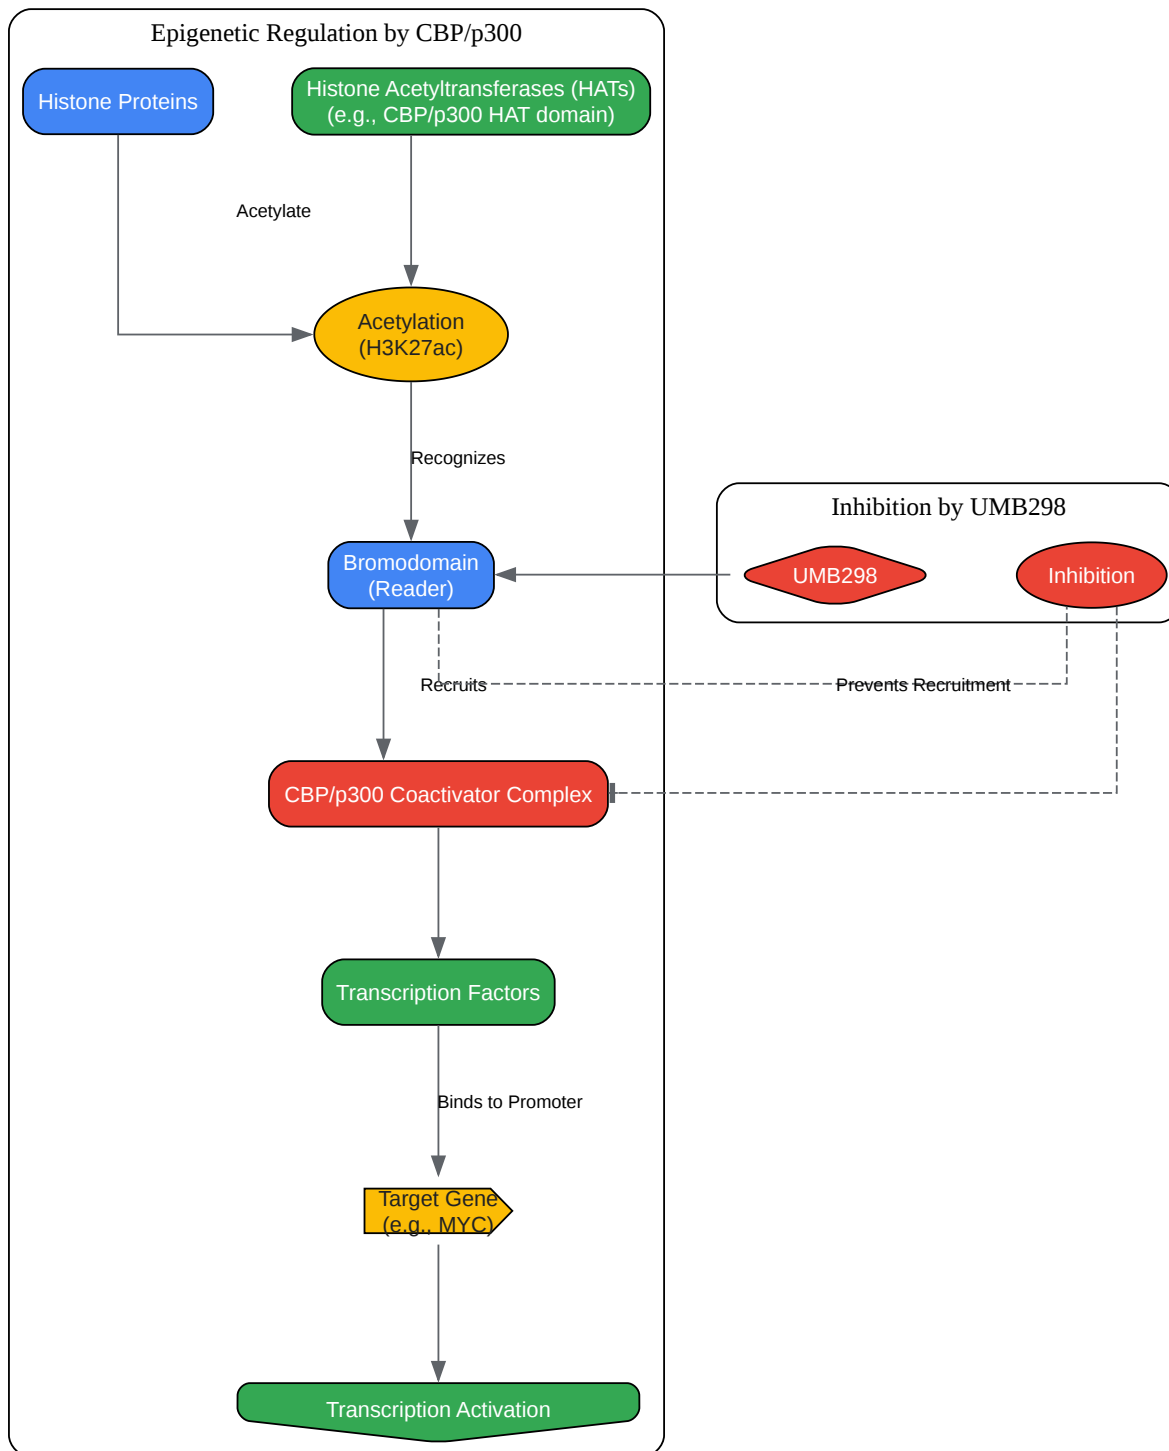 Epigenetic Regulation by CBP/p300
Histone Proteins
Histone Acetyltransferases (HATs)
(e.g., CBP/p300 HAT domain)
Acetylate
Acetylation
(H3K27ac)
Recognizes
Inhibition by UMB298
Bromodomain
(Reader)
UMB298
Inhibition
Recruits
Prevents Recruitment
CBP/p300 Coactivator Complex
Transcription Factors
Binds to Promoter
Target Gene
(e.g., MYC)
Transcription Activation